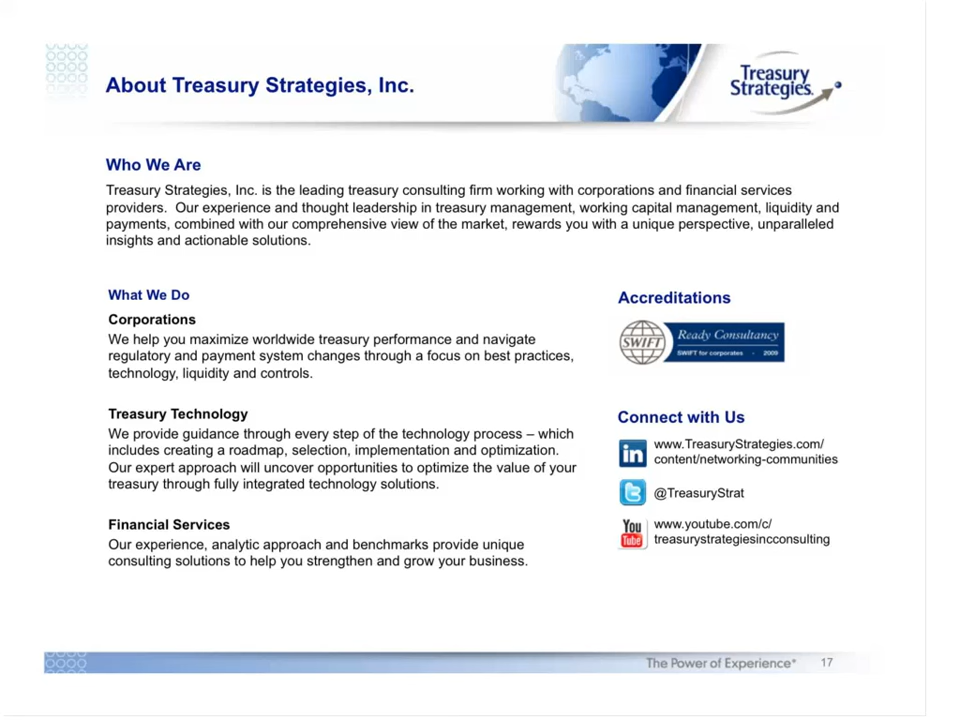 About Treasury Strategies, Inc.
Treasury
Strategies.
Who We Are
Treasury Strategies, Inc. is the leading treasury consulting firm working with corporations and financial services
providers.  Our experience and thought leadership in treasury management, working capital management, liquidity and
payments, combined with our comprehensive view of the market, rewards you with a unique perspective, unparalleled
insights and actionable solutions.
What We Do
Corporations
We help you maximize worldwide treasury performance and navigate
regulatory and payment system changes through a focus on best practices,
technology, liquidity and controls.
Treasury Technology
We provide guidance through every step of the technology process – which
includes creating a roadmap, selection, implementation and optimization.
Our expert approach will uncover opportunities to optimize the value of your
treasury through fully integrated technology solutions.
Financial Services
Our experience, analytic approach and benchmarks provide unique
consulting solutions to help you strengthen and grow your business.
Accreditations
SWIFT
Ready Consultancy
SWIFT for corporates - 2009
Connect with Us
in
www.TreasuryStrategies.com/
content/networking-communities
@TreasuryStrat
You
Tube
www.youtube.com/c/
treasurystrategiesincconsulting
The Power of Experience®
17